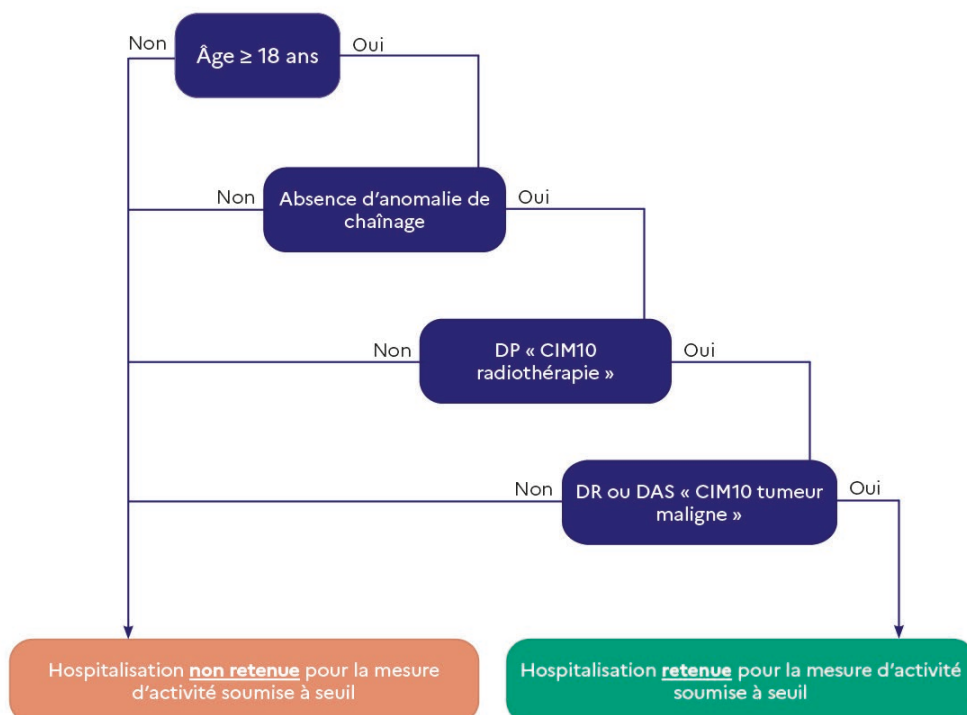 Non
Âge ≥ 18 ans
Oui
Non
Absence d’anomalie de
chaînage
Oui
Non
DP « CIM10
radiothérapie »
Oui
Non
DR ou DAS « CIM10 tumeur
maligne »
Oui
Hospitalisation non retenue pour la mesure
d’activité soumise à seuil
Hospitalisation retenue pour la mesure d’activité
soumise à seuil